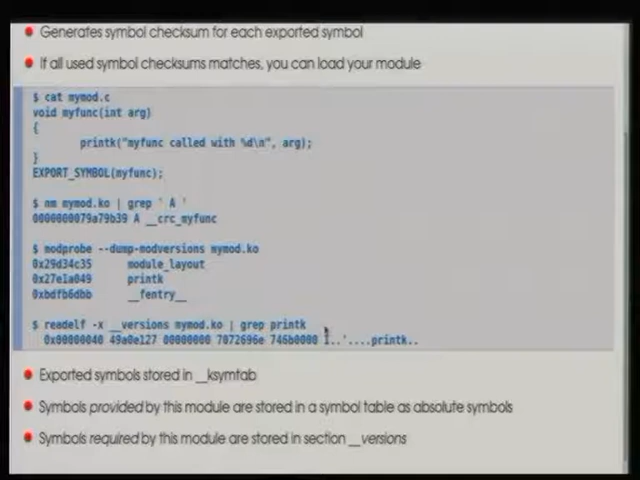 Generates symbol checksum for each exported symbol
If all used symbol checksums matches, you can load your module
$ cat mymod.c
void myfunc(int arg)
{
printk("myfunc called with %d\n", arg);
}
EXPORT_SYMBOL(myfunc);
$ nm mymod.ko | grep ' A '
0000000079a79b39 A __crc_myfunc
$ modprobe --dump-modversions mymod.ko
0x29d34c35 module_layout
0x27e1a049 printk
0xbdfb6dbb __fentry__
$ readelf -x __versions mymod.ko | grep printk
0x00000040 49a0e127 00000000 7072696e 746b0000 I..'....printk..
Exported symbols stored in __ksymtab
Symbols provided by this module are stored in a symbol table as absolute symbols
Symbols required by this module are stored in section __versions